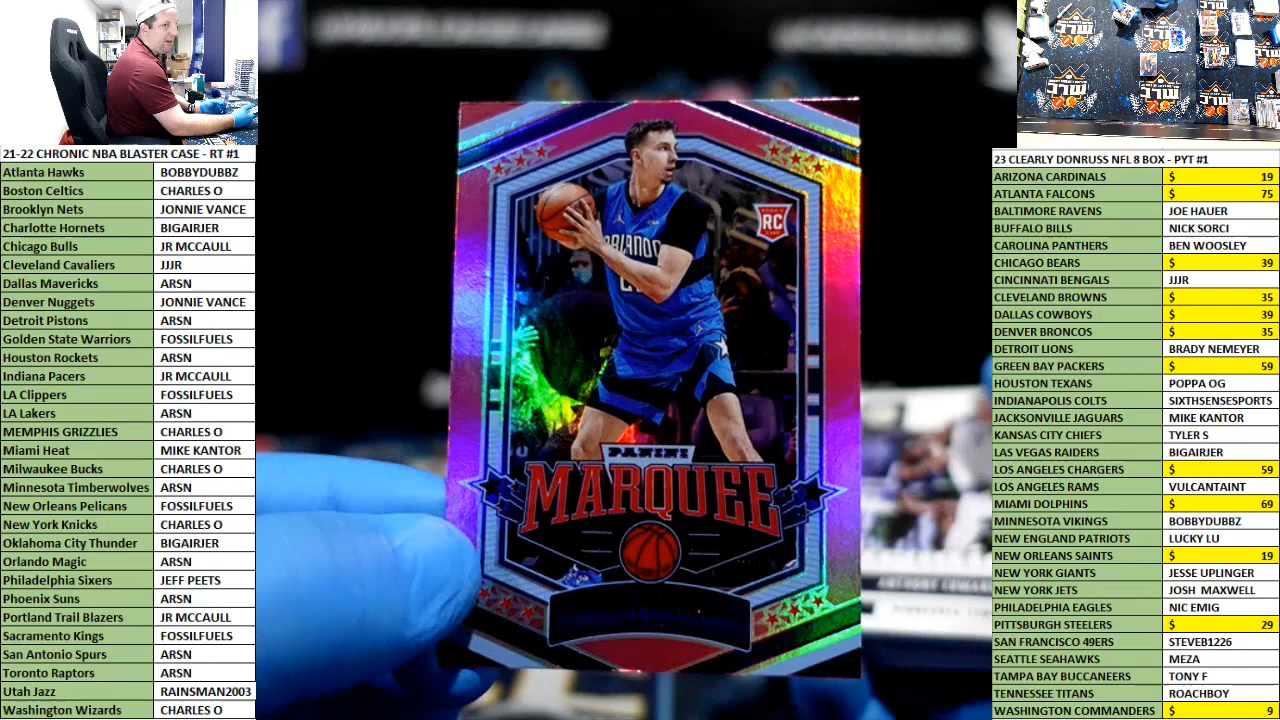 21-22 CHRONIC NBA BLASTER CASE - RT #1
Atlanta Hawks BOBBYDUBBZ
Boston Celtics CHARLES O
Brooklyn Nets JONNIE VANCE
Charlotte Hornets BIGAIRJER
Chicago Bulls JR MCCAULL
Cleveland Cavaliers JJJR
Dallas Mavericks ARSN
Denver Nuggets JONNIE VANCE
Detroit Pistons ARSN
Golden State Warriors FOSSILFUELS
Houston Rockets ARSN
Indiana Pacers JR MCCAULL
LA Clippers FOSSILFUELS
LA Lakers ARSN
MEMPHIS GRIZZLIES CHARLES O
Miami Heat MIKE KANTOR
Milwaukee Bucks CHARLES O
Minnesota Timberwolves ARSN
New Orleans Pelicans FOSSILFUELS
New York Knicks CHARLES O
Oklahoma City Thunder BIGAIRJER
Orlando Magic ARSN
Philadelphia Sixers JEFF PEETS
Phoenix Suns ARSN
Portland Trail Blazers JR MCCAULL
Sacramento Kings FOSSILFUELS
San Antonio Spurs ARSN
Toronto Raptors ARSN
Utah Jazz RAINSMAN2003
Washington Wizards CHARLES O
RC
ORLANDO
PANINI
MARQUEE
23 CLEARLY DONRUSS NFL 8 BOX - PYT #1
ARIZONA CARDINALS $ 19
ATLANTA FALCONS $ 75
BALTIMORE RAVENS JOE HAUER
BUFFALO BILLS NICK SORCI
CAROLINA PANTHERS BEN WOOSLEY
CHICAGO BEARS $ 39
CINCINNATI BENGALS JJJR
CLEVELAND BROWNS $ 35
DALLAS COWBOYS $ 39
DENVER BRONCOS $ 35
DETROIT LIONS BRADY NEMEYER
GREEN BAY PACKERS $ 59
HOUSTON TEXANS POPPA OG
INDIANAPOLIS COLTS SIXTHSENSESPORTS
JACKSONVILLE JAGUARS MIKE KANTOR
KANSAS CITY CHIEFS TYLER S
LAS VEGAS RAIDERS BIGAIRJER
LOS ANGELES CHARGERS $ 59
LOS ANGELES RAMS VULCANTAINT
MIAMI DOLPHINS $ 69
MINNESOTA VIKINGS BOBBYDUBBZ
NEW ENGLAND PATRIOTS LUCKY LU
NEW ORLEANS SAINTS $ 19
NEW YORK GIANTS JESSE UPLINGER
NEW YORK JETS JOSH MAXWELL
PHILADELPHIA EAGLES NIC EMIG
PITTSBURGH STEELERS $ 29
SAN FRANCISCO 49ERS STEVEB1226
SEATTLE SEAHAWKS MEZA
TAMPA BAY BUCCANEERS TONY F
TENNESSEE TITANS ROACHBOY
WASHINGTON COMMANDERS $ 9